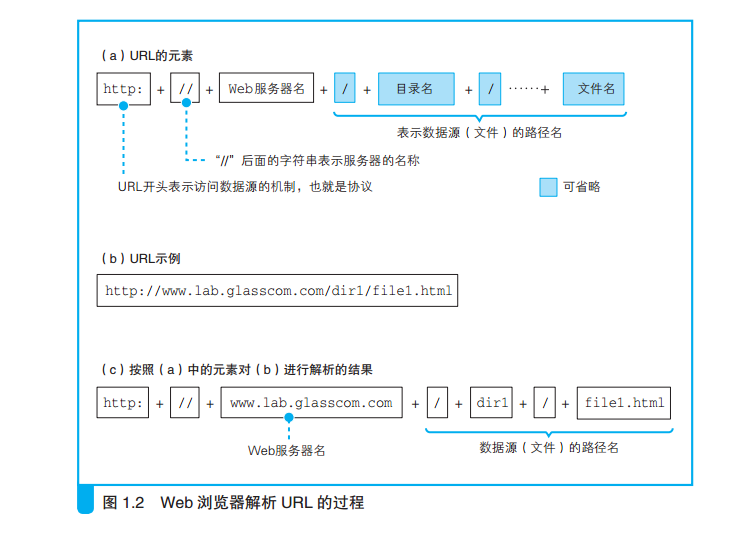 （a）URL的元素
http: + // + Web服务器名 + / + 目录名 + / ……+ 文件名
表示数据源（文件）的路径名
“//”后面的字符串表示服务器的名称
URL开头表示访问数据源的机制，也就是协议
可省略
（b）URL示例
http://www.lab.glasscom.com/dir1/file1.html
（c）按照（a）中的元素对（b）进行解析的结果
http: + // + www.lab.glasscom.com + / + dir1 + / + file1.html
Web服务器名
数据源（文件）的路径名
图 1.2 Web 浏览器解析 URL 的过程